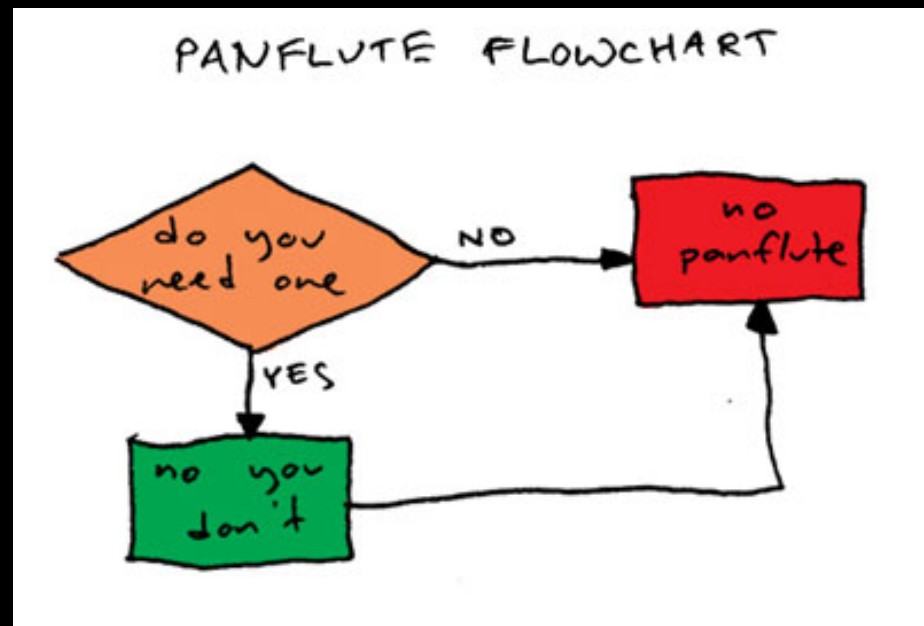 PANFLUTE FLOWCHART
do you
need one
NO
no
panflute
YES
no you
don't